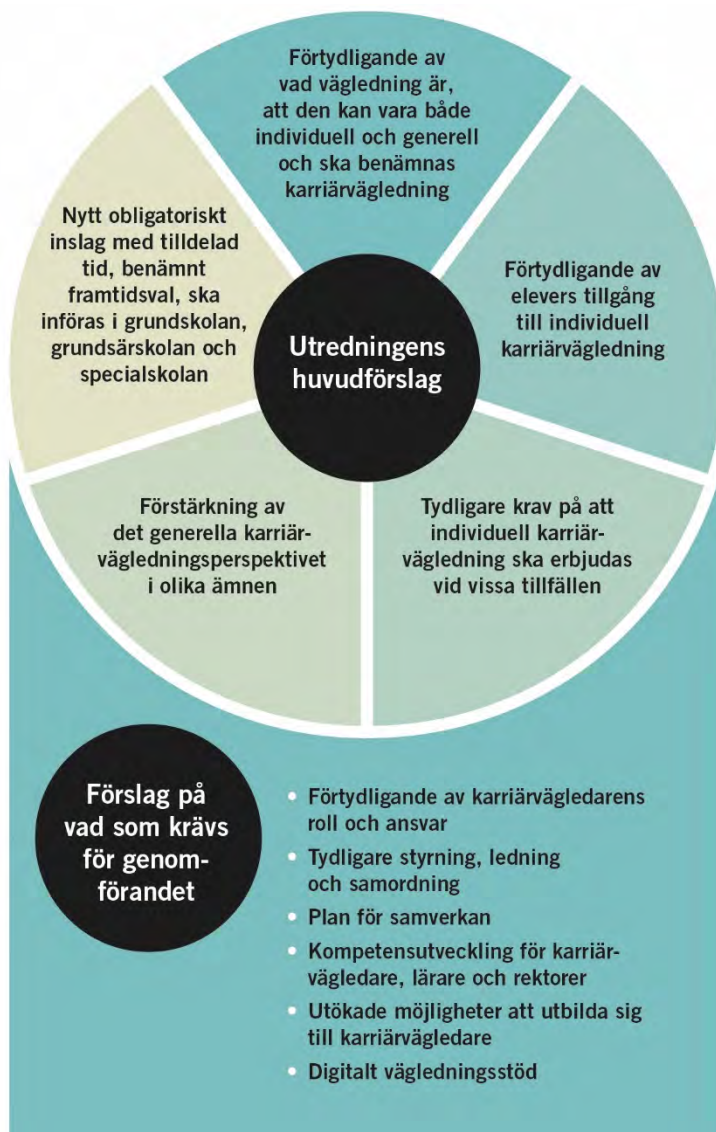 Förtydligande av
vad vägledning är,
att den kan vara både
individuell och generell
och ska benämnas
karriärvägledning
Nytt obligatoriskt
inslag med tilldelad
tid, benämnt
framtidsval, ska
införas i grundskolan,
grundsärskolan och
specialskolan
Utredningens
huvudförslag
Förtydligande av
elevers tillgång
till individuell
karriärvägledning
Förstärkning av
det generella karriär-
vägledningsperspektivet
i olika ämnen
Tydligare krav på att
individuell karriär-
vägledning ska erbjudas
vid vissa tillfällen
Förslag på
vad som krävs
för genom-
förandet
• Förtydligande av karriärvägledarens
roll och ansvar
• Tydligare styrning, ledning
och samordning
• Plan för samverkan
• Kompetensutveckling för karriär-
vägledare, lärare och rektorer
• Utökade möjligheter att utbilda sig
till karriärvägledare
• Digitalt vägledningsstöd